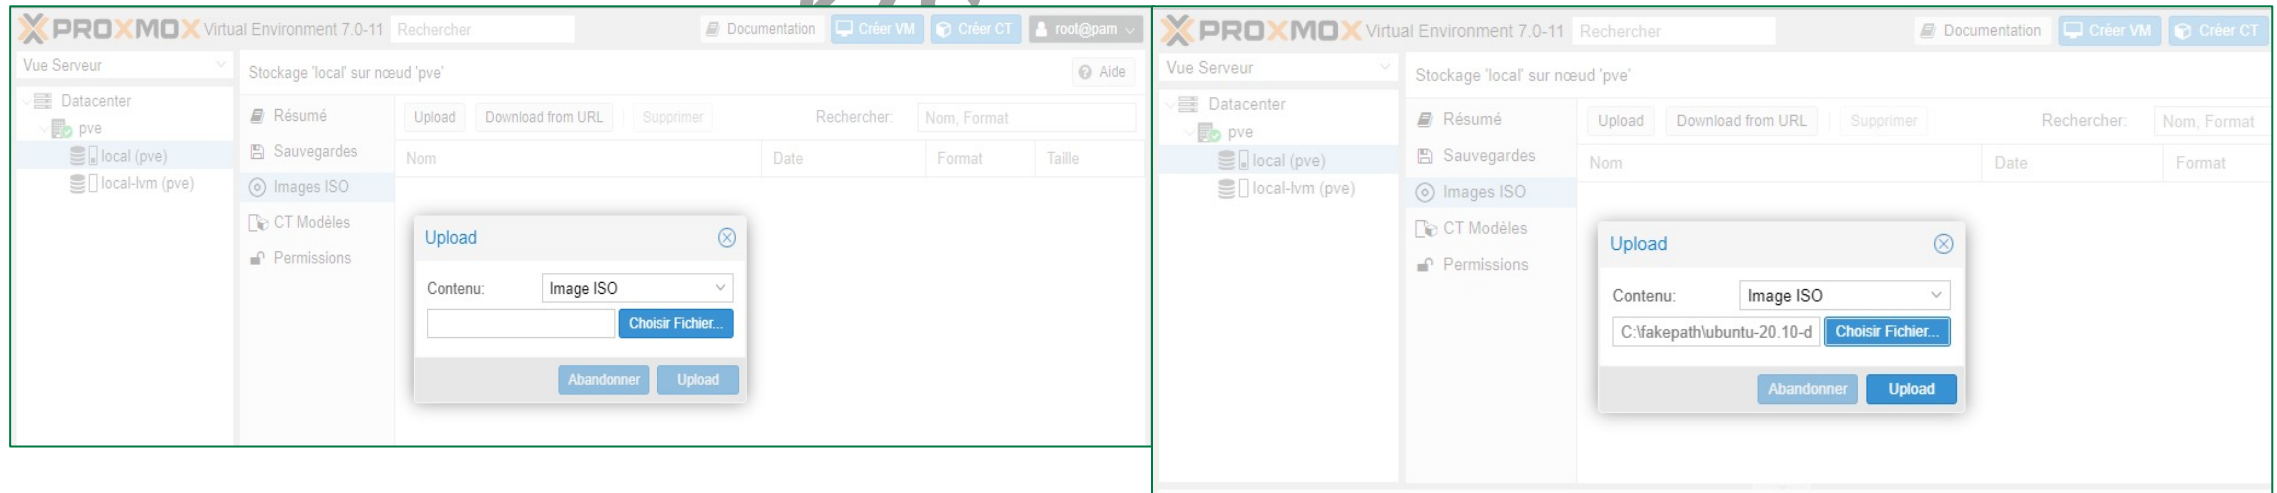 PROXMOX Virtual Environment 7.0-11 Rechercher Documentation Créer VM Créer CT root@pam
Vue Serveur
Stockage 'local' sur nœud 'pve' Aide
Datacenter
pve
local (pve)
local-lvm (pve)
Résumé
Sauvegardes
Images ISO
CT Modèles
Permissions
Upload Download from URL Supprimer Rechercher: Nom, Format
Nom Date Format Taille
Upload
Contenu: Image ISO
Choisir Fichier...
Abandonner Upload
PROXMOX Virtual Environment 7.0-11 Rechercher Documentation Créer VM Créer CT
Vue Serveur
Stockage 'local' sur nœud 'pve'
Datacenter
pve
local (pve)
local-lvm (pve)
Résumé
Sauvegardes
Images ISO
CT Modèles
Permissions
Upload Download from URL Supprimer Rechercher: Nom, Format
Nom Date Format
Upload
Contenu: Image ISO
C:\fakepath\ubuntu-20.10-d Choisir Fichier...
Abandonner Upload